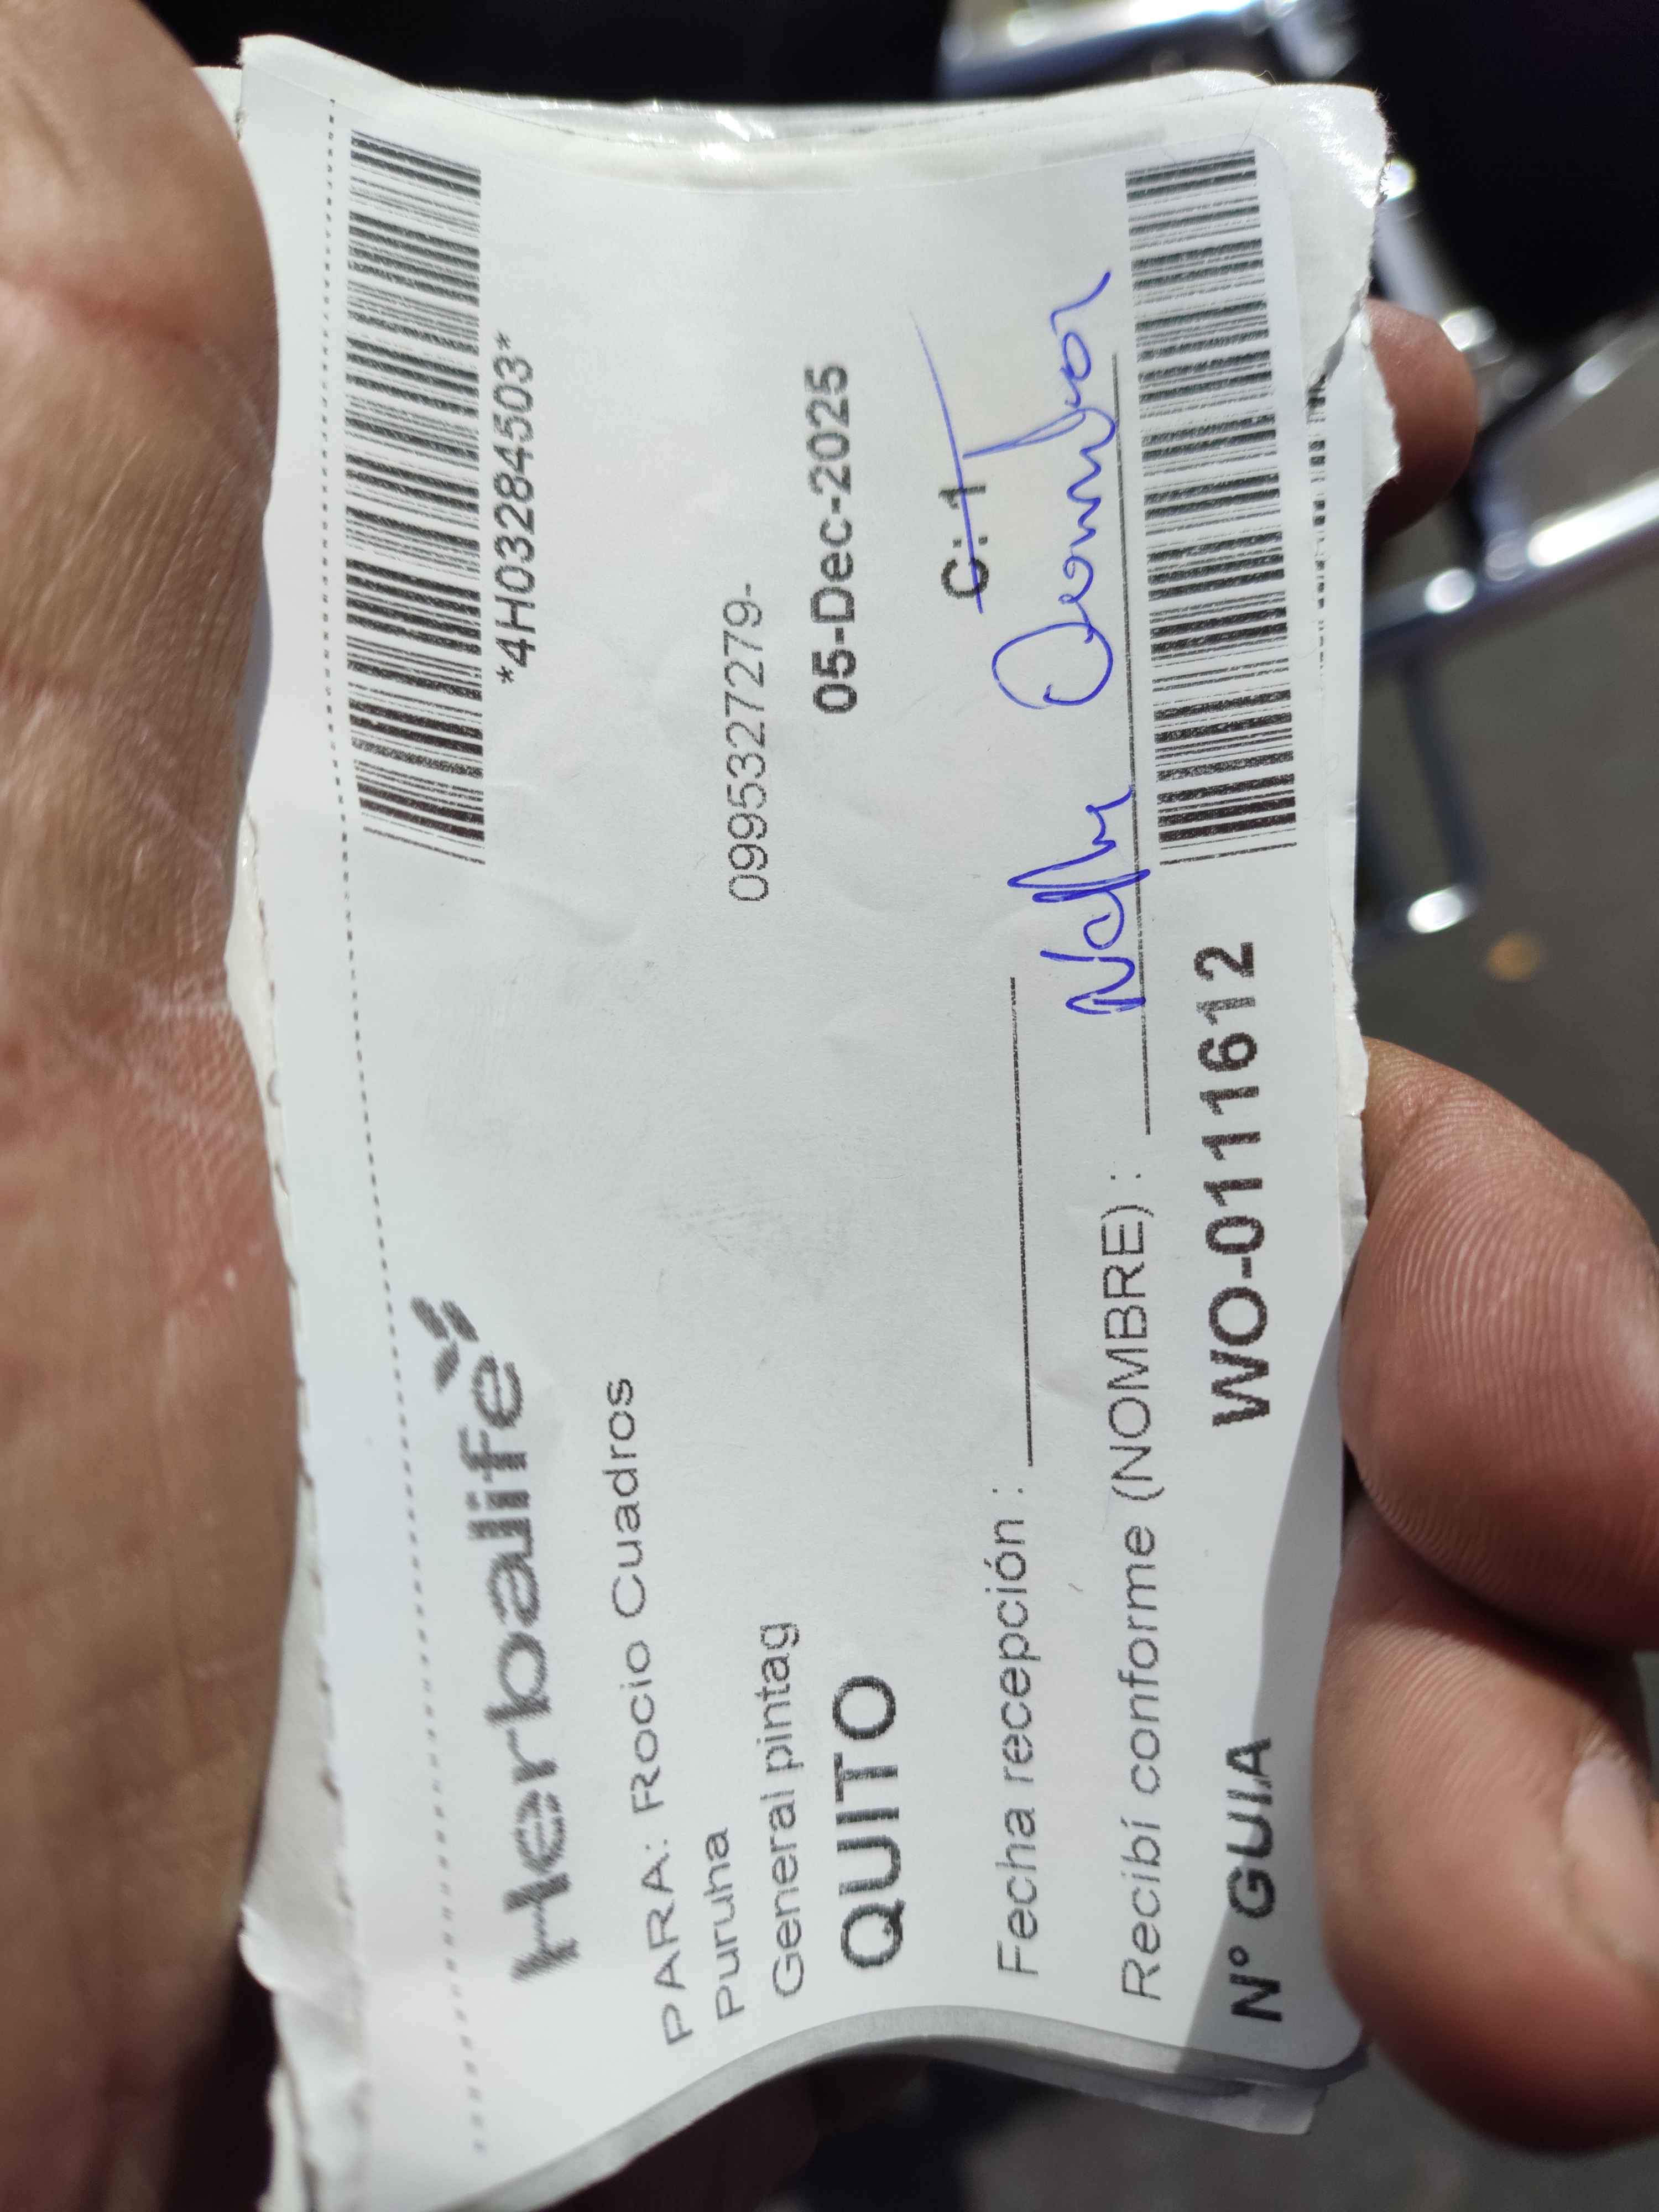 *4H03284503*
Herbalife
PARA: Rocio Cuadros
Puruha
General pintag
0995327279-
QUITO
05-Dec-2025
C: 1
Fecha recepción :
Recibí conforme (NOMBRE) : Nelly
N° GUIA WO-0111612